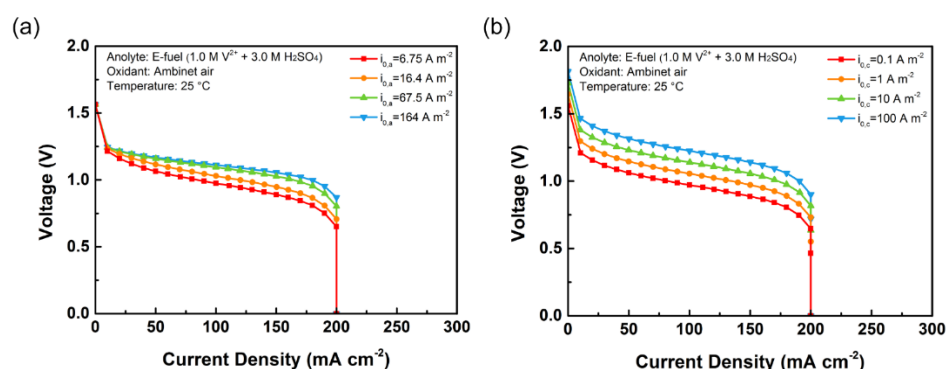 (a)
2.0
1.5
1.0
0.5
0.0
Voltage (V)
Anolyte: E-fuel (1.0 M V²⁺ + 3.0 M H₂SO₄)
Oxidant: Ambinet air
Temperature: 25 °C
i₀,ₐ=6.75 A m⁻²
i₀,ₐ=16.4 A m⁻²
i₀,ₐ=67.5 A m⁻²
i₀,ₐ=164 A m⁻²
0 50 100 150 200 250 300
Current Density (mA cm⁻²)
(b)
2.0
1.5
1.0
0.5
0.0
Voltage (V)
Anolyte: E-fuel (1.0 M V²⁺ + 3.0 M H₂SO₄)
Oxidant: Ambinet air
Temperature: 25 °C
i₀,c=0.1 A m⁻²
i₀,c=1 A m⁻²
i₀,c=10 A m⁻²
i₀,c=100 A m⁻²
0 50 100 150 200 250 300
Current Density (mA cm⁻²)